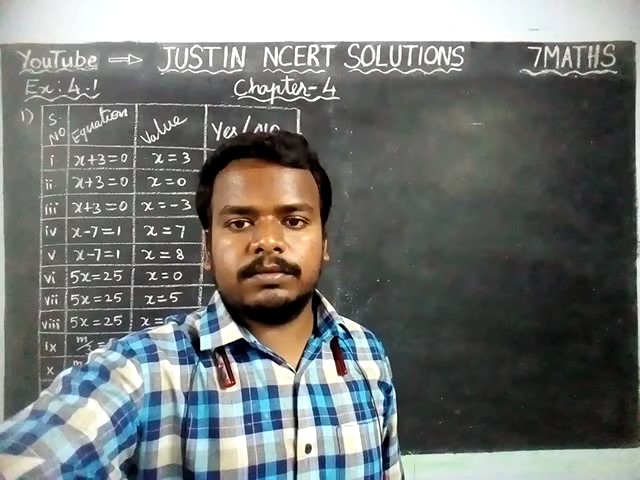 YouTube → JUSTIN NCERT SOLUTIONS 7MATHS
Ex: 4.1 Chapter-4
1) S.NO Equation Value Yes/No
i x+3=0 x=3
ii x+3=0 x=0
iii x+3=0 x=-3
iv x-7=1 x=7
v x-7=1 x=8
vi 5x=25 x=0
vii 5x=25 x=5
viii 5x=25 x=
ix m/3 =
x m